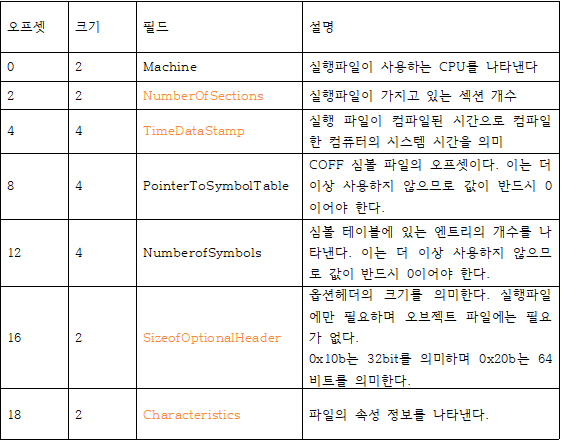 오프셋 크기 필드 설명
0 2 Machine 실행파일이 사용하는 CPU를 나타낸다
2 2 NumberOfSections 실행파일이 가지고 있는 섹션 개수
4 4 TimeDataStamp 실행 파일이 컴파일된 시간으로 컴파일
한 컴퓨터의 시스템 시간을 의미
8 4 PointerToSymbolTable COFF 심볼 파일의 오프셋이다. 이는 더
이상 사용하지 않으므로 값이 반드시 0
이어야 한다.
12 4 NumberofSymbols 심볼 테이블에 있는 엔트리의 개수를 나
타낸다. 이는 더 이상 사용하지 않으므
로 값이 반드시 0이어야 한다.
16 2 SizeofOptionalHeader 옵션헤더의 크기를 의미한다. 실행파일
에만 필요하며 오브젝트 파일에는 필요
가 없다.
0x10b는 32bit를 의미하며 0x20b는 64
비트를 의미한다.
18 2 Characteristics 파일의 속성 정보를 나타낸다.